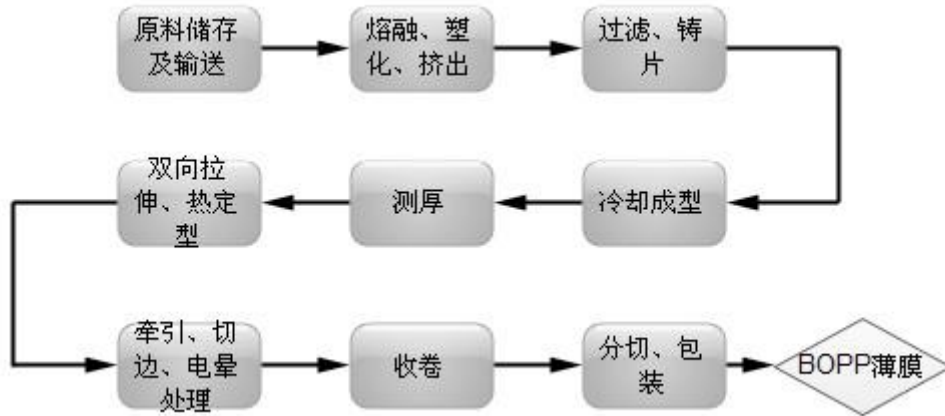 原料储存
及输送
熔融、塑
化、挤出
过滤、铸
片
冷却成型
测厚
双向拉
伸、热定
型
牵引、切
边、电晕
处理
收卷
分切、包
装
BOPP薄膜